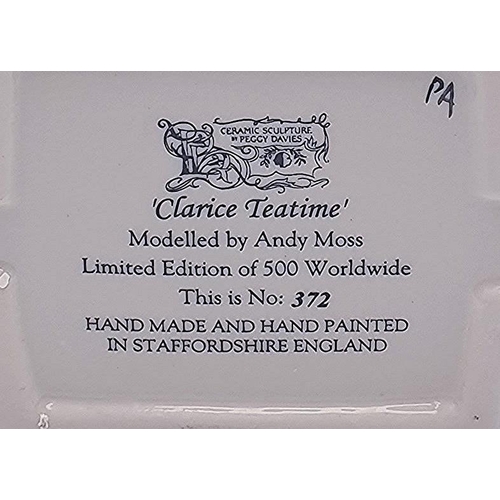 PA
CERAMIC SCULPTURE
BY PEGGY DAVIES
'Clarice Teatime'
Modelled by Andy Moss
Limited Edition of 500 Worldwide
This is No: 372
HAND MADE AND HAND PAINTED
IN STAFFORDSHIRE ENGLAND